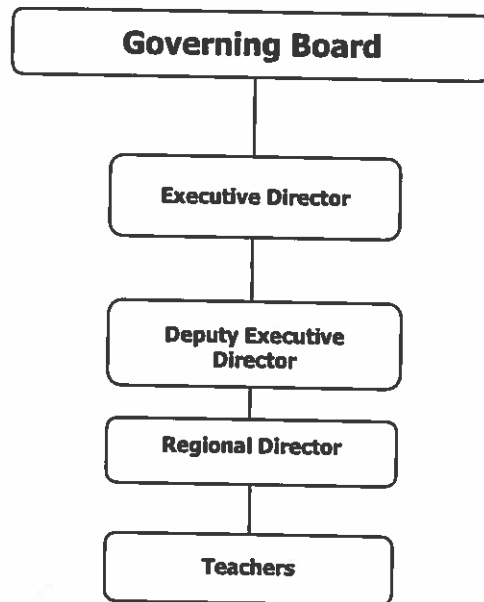 Governing Board
Executive Director
Deputy Executive
Director
Regional Director
Teachers